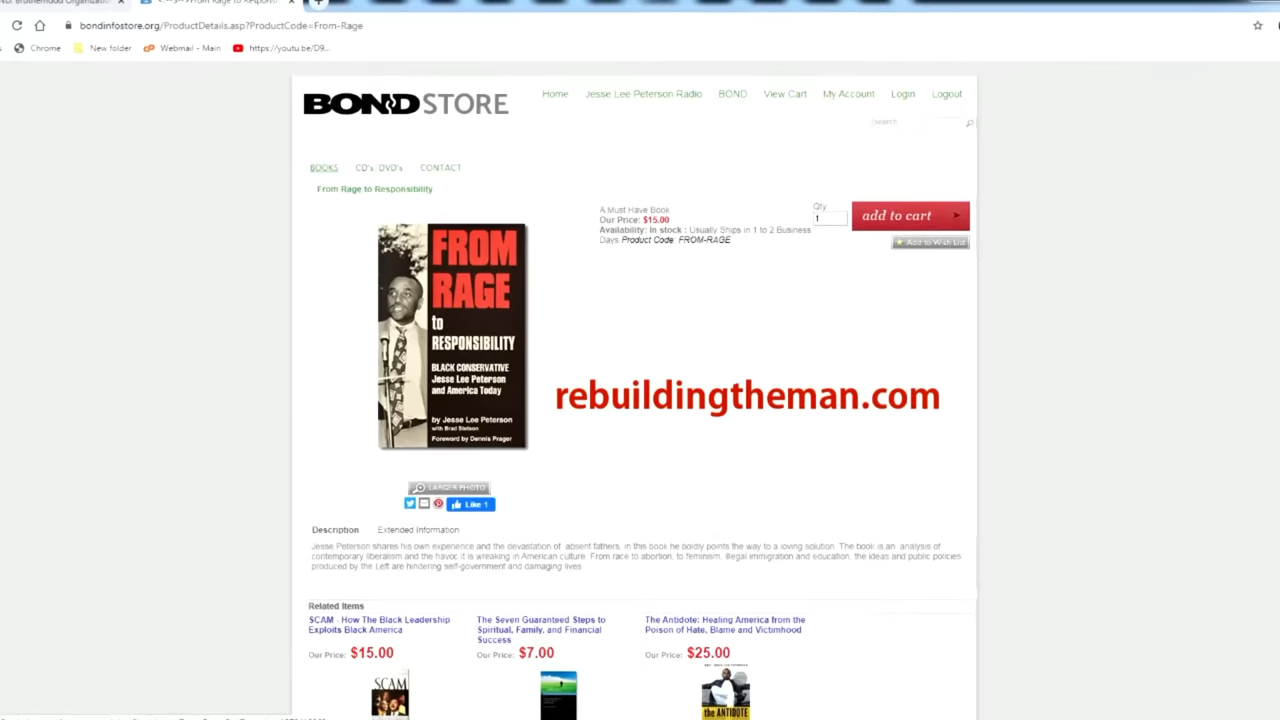 bondinfostore.org/ProductDetails.asp?ProductCode=From-Rage
Chrome New folder Webmail - Main https://youtu.be/D9...
BOND STORE
Home Jesse Lee Peterson Radio BOND View Cart My Account Login Logout
search
BOOKS CD's DVD's CONTACT
From Rage to Responsibility
A Must Have Book
Our Price: $15.00
Availability: In stock : Usually Ships in 1 to 2 Business
Days Product Code: FROM-RAGE
Qty
1
add to cart
Add to Wish List
FROM
RAGE
to
RESPONSIBILITY
BLACK CONSERVATIVE
Jesse Lee Peterson
and America Today
by Jesse Lee Peterson
with Brad Stetson
Foreword by Dennis Prager
rebuildingtheman.com
LARGER PHOTO
Like 1
Description Extended Information
Jesse Peterson shares his own experience and the devastation of absent fathers, in this book he boldly points the way to a loving solution. The book is an analysis of
contemporary liberalism and the havoc it is wreaking in American culture. From race to abortion, to feminism, illegal immigration and education, the ideas and public policies
produced by the Left are hindering self-government and damaging lives
Related Items
SCAM - How The Black Leadership
Exploits Black America
Our Price: $15.00
The Seven Guaranteed Steps to
Spiritual, Family, and Financial
Success
Our Price: $7.00
The Antidote: Healing America from the
Poison of Hate, Blame and Victimhood
Our Price: $25.00
SCAM
the ANTIDOTE